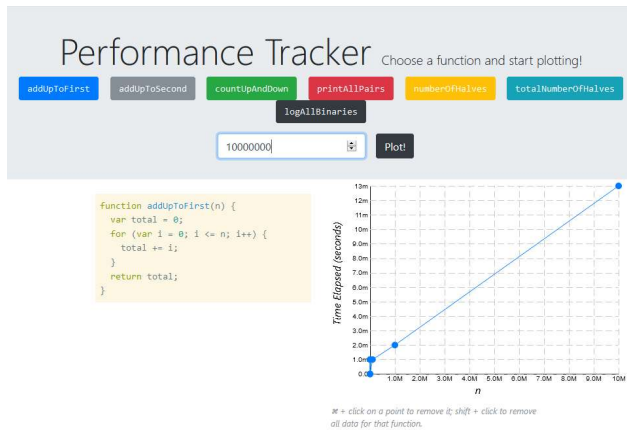 Performance Tracker Choose a function and start plotting!
addUpToFirst addUpToSecond countUpAndDown printAllPairs numberOfHalves totalNumberOfHalves
logAllBinaries
10000000 Plot!
function addUpToFirst(n) {
var total = 0;
for (var i = 0; i <= n; i++) {
total += i;
}
return total;
}
Time Elapsed (seconds)
13m
12m
11m
10m
9.0m
8.0m
7.0m
6.0m
5.0m
4.0m
3.0m
2.0m
1.0m
0.0
1.0M 2.0M 3.0M 4.0M 5.0M 6.0M 7.0M 8.0M 9.0M 10M
n
⌘ + click on a point to remove it; shift + click to remove
all data for that function.